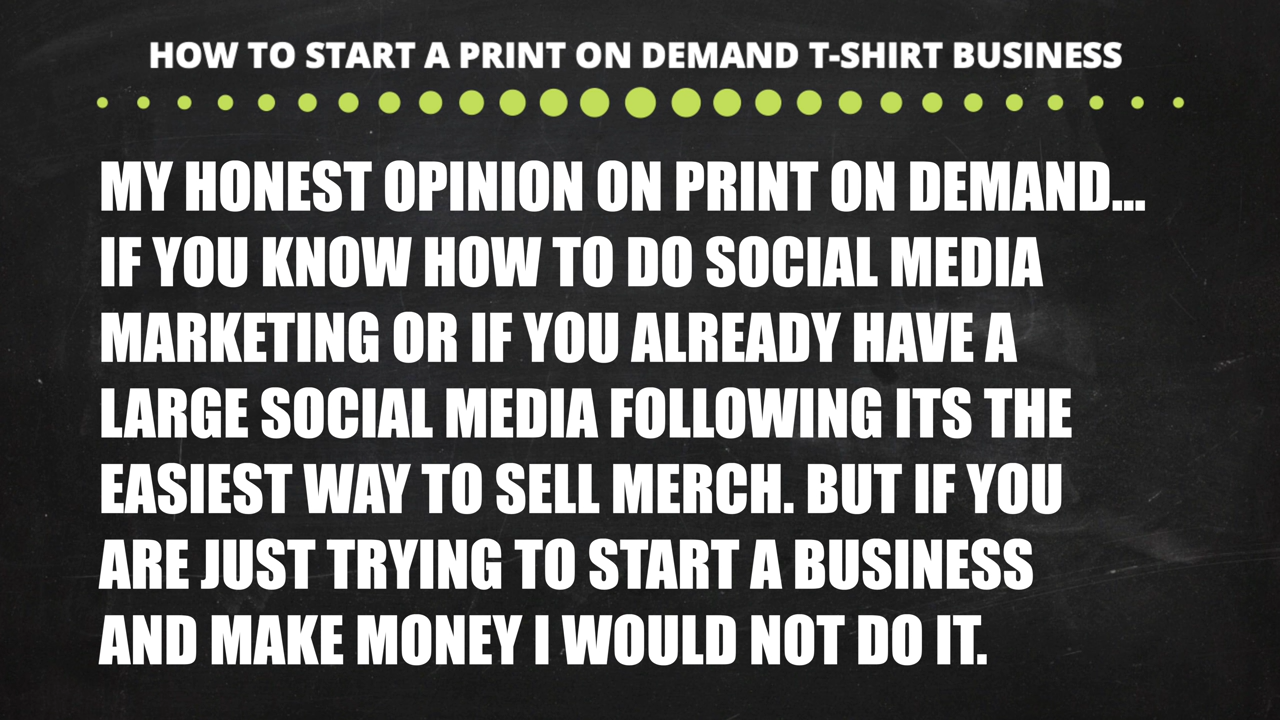 HOW TO START A PRINT ON DEMAND T-SHIRT BUSINESS
MY HONEST OPINION ON PRINT ON DEMAND...
IF YOU KNOW HOW TO DO SOCIAL MEDIA
MARKETING OR IF YOU ALREADY HAVE A
LARGE SOCIAL MEDIA FOLLOWING ITS THE
EASIEST WAY TO SELL MERCH. BUT IF YOU
ARE JUST TRYING TO START A BUSINESS
AND MAKE MONEY I WOULD NOT DO IT.